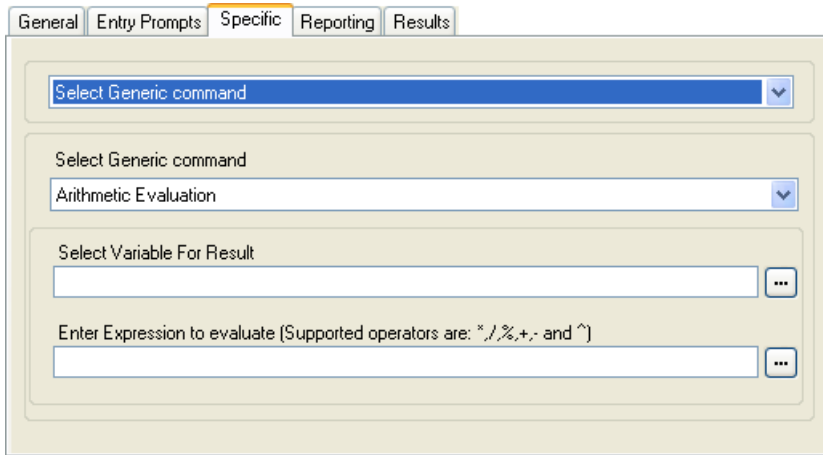 General Entry Prompts Specific Reporting Results
Select Generic command
Select Generic command
Arithmetic Evaluation
Select Variable For Result
...
Enter Expression to evaluate (Supported operators are: *,/,%,+,- and ^)
...